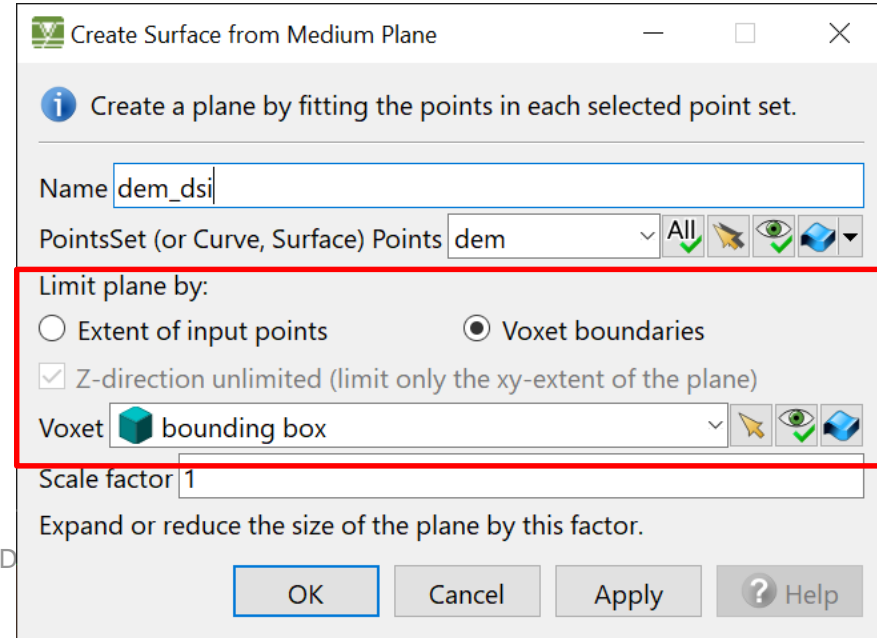 Create Surface from Medium Plane
Create a plane by fitting the points in each selected point set.
Name dem_dsi
PointsSet (or Curve, Surface) Points dem All
Limit plane by:
Extent of input points Voxet boundaries
Z-direction unlimited (limit only the xy-extent of the plane)
Voxet bounding box
Scale factor 1
Expand or reduce the size of the plane by this factor.
D
OK Cancel Apply Help